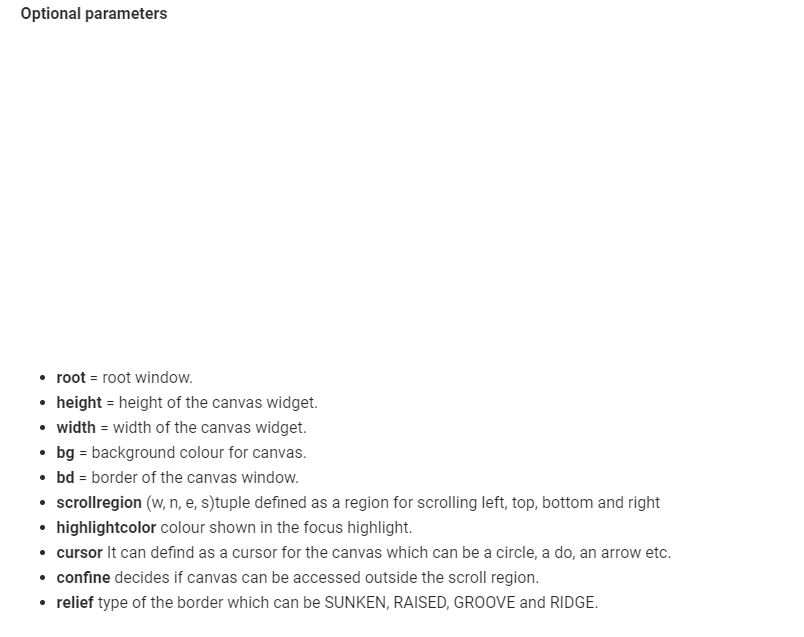 Optional parameters
• root = root window.
• height = height of the canvas widget.
• width = width of the canvas widget.
• bg = background colour for canvas.
• bd = border of the canvas window.
• scrollregion (w, n, e, s)tuple defined as a region for scrolling left, top, bottom and right
• highlightcolor colour shown in the focus highlight.
• cursor It can defind as a cursor for the canvas which can be a circle, a do, an arrow etc.
• confine decides if canvas can be accessed outside the scroll region.
• relief type of the border which can be SUNKEN, RAISED, GROOVE and RIDGE.